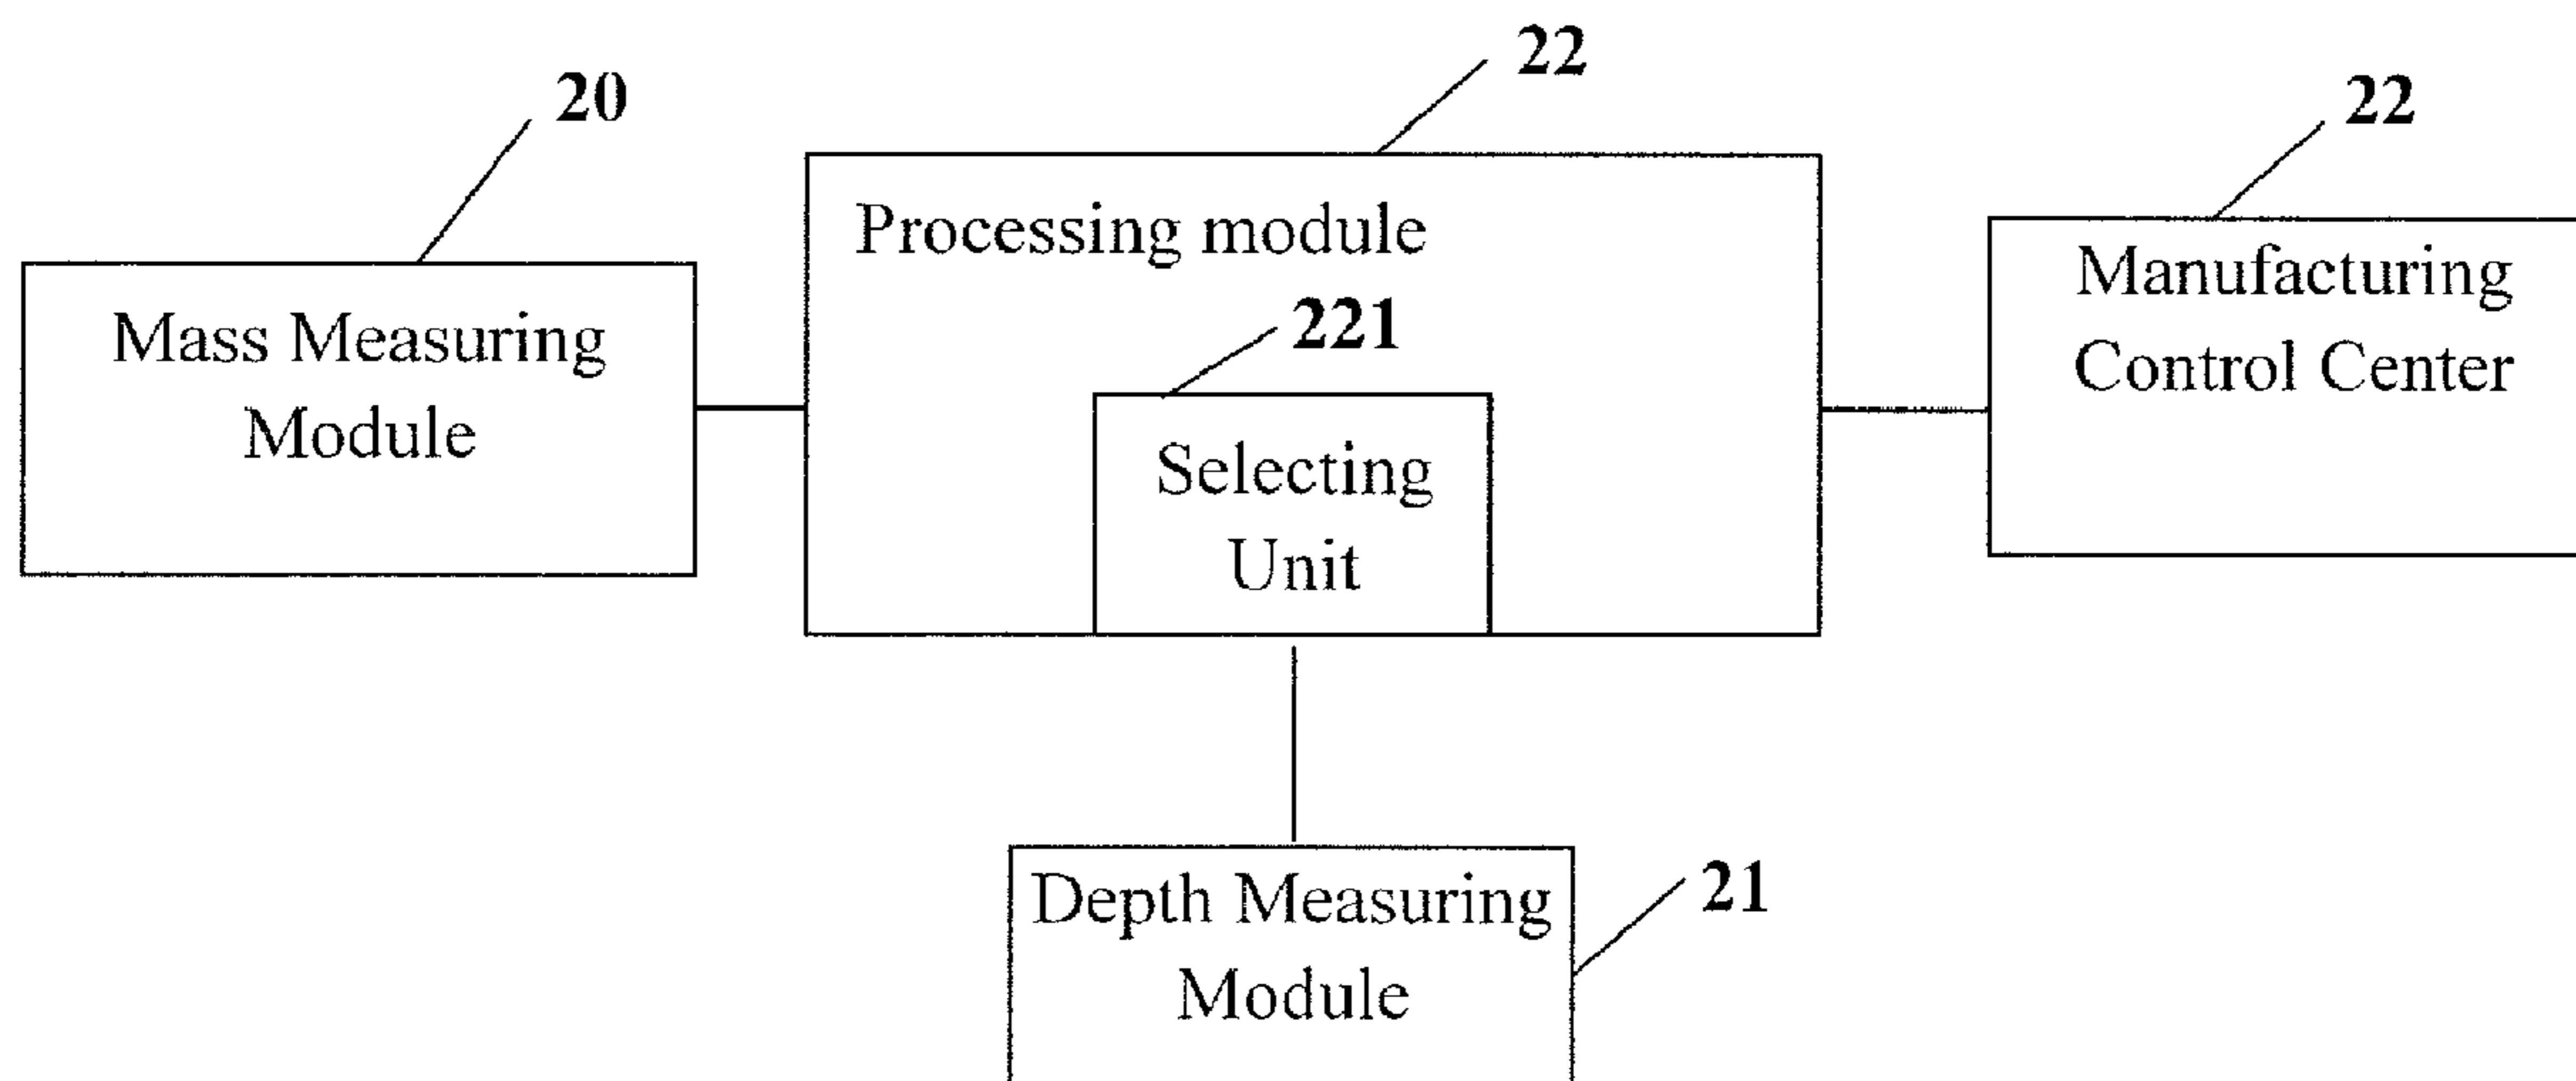 20
22
22
Mass Measuring
Module
Processing module
221
Selecting
Unit
Manufacturing
Control Center
Depth Measuring
Module
21